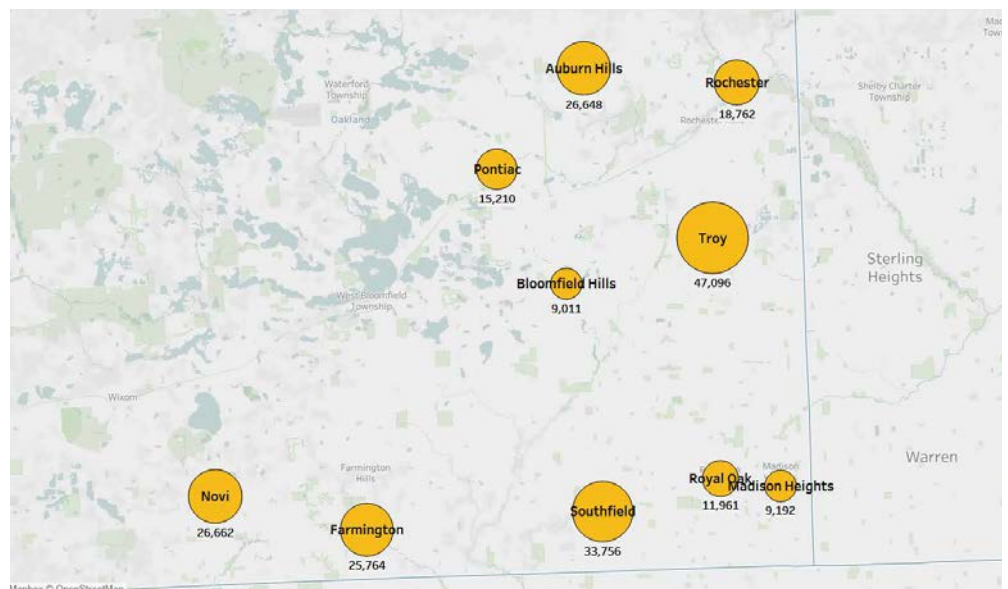 Auburn Hills
26,648
Rochester
18,762
Waterford
Township
Oakland
Shelby Charter
Township
Pontiac
15,210
Troy
47,096
Sterling
Heights
Bloomfield Hills
9,011
West Bloomfield
Township
Wixom
Farmington
Hills
Novi
26,662
Farmington
25,764
Southfield
33,756
Royal Oak
11,961
Madison
Madison Heights
9,192
Warren
Mapbox © OpenStreetMap